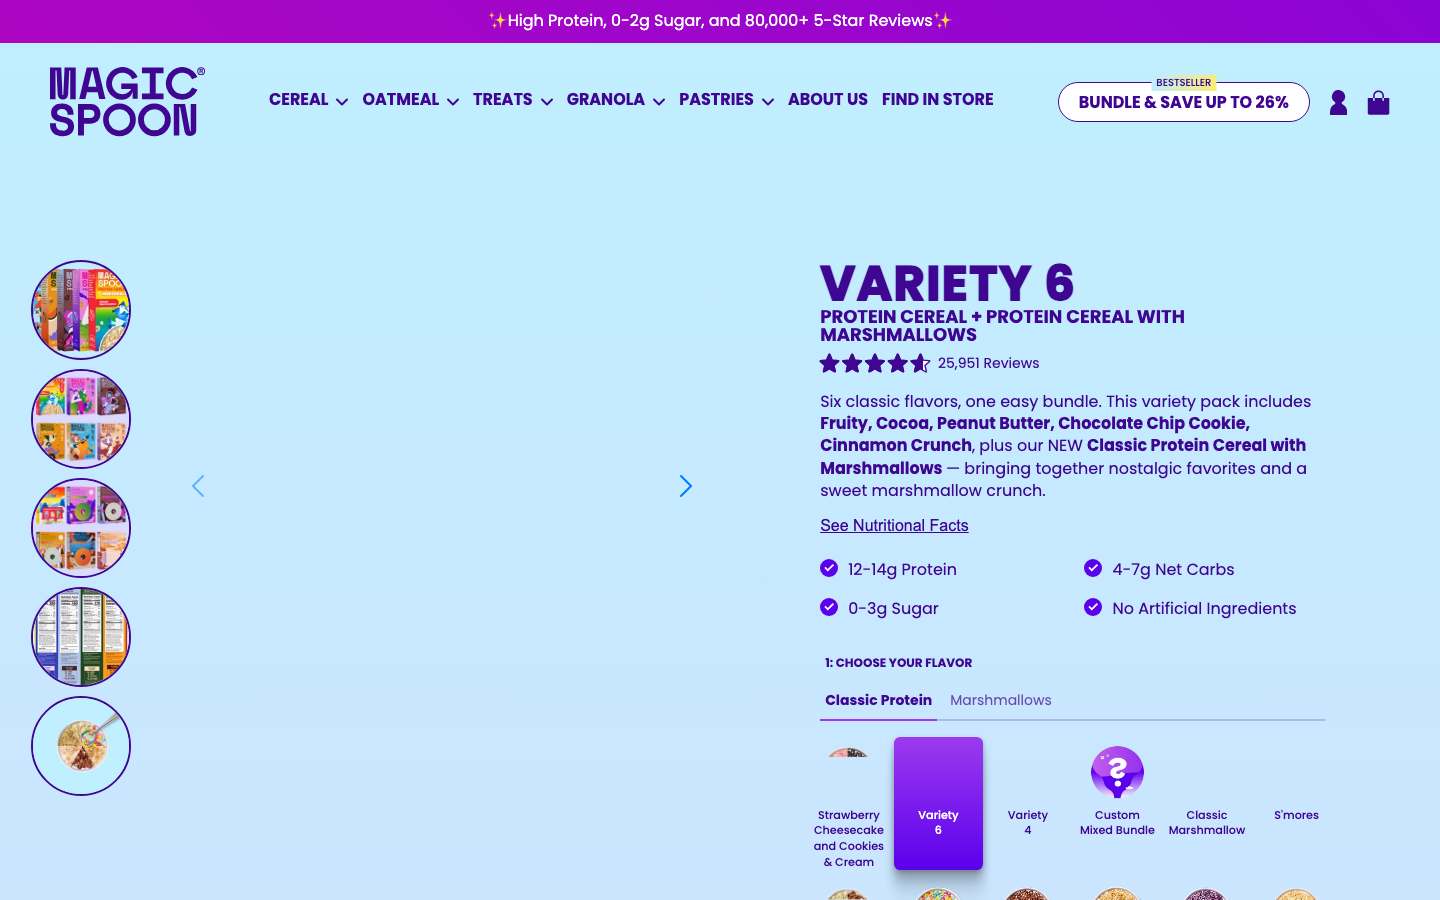 ✨High Protein, 0-2g Sugar, and 80,000+ 5-Star Reviews✨
MAGIC®
SPOON
CEREAL
OATMEAL
TREATS
GRANOLA
PASTRIES
ABOUT US
FIND IN STORE
BESTSELLER
BUNDLE & SAVE UP TO 26%
VARIETY 6
PROTEIN CEREAL + PROTEIN CEREAL WITH
MARSHMALLOWS
25,951 Reviews
Six classic flavors, one easy bundle. This variety pack includes
Fruity, Cocoa, Peanut Butter, Chocolate Chip Cookie,
Cinnamon Crunch, plus our NEW Classic Protein Cereal with
Marshmallows — bringing together nostalgic favorites and a
sweet marshmallow crunch.
See Nutritional Facts
12-14g Protein
4-7g Net Carbs
0-3g Sugar
No Artificial Ingredients
1: CHOOSE YOUR FLAVOR
Classic Protein
Marshmallows
Strawberry
Cheesecake
and Cookies
& Cream
Variety
6
Variety
4
Custom
Mixed Bundle
Classic
Marshmallow
S'mores